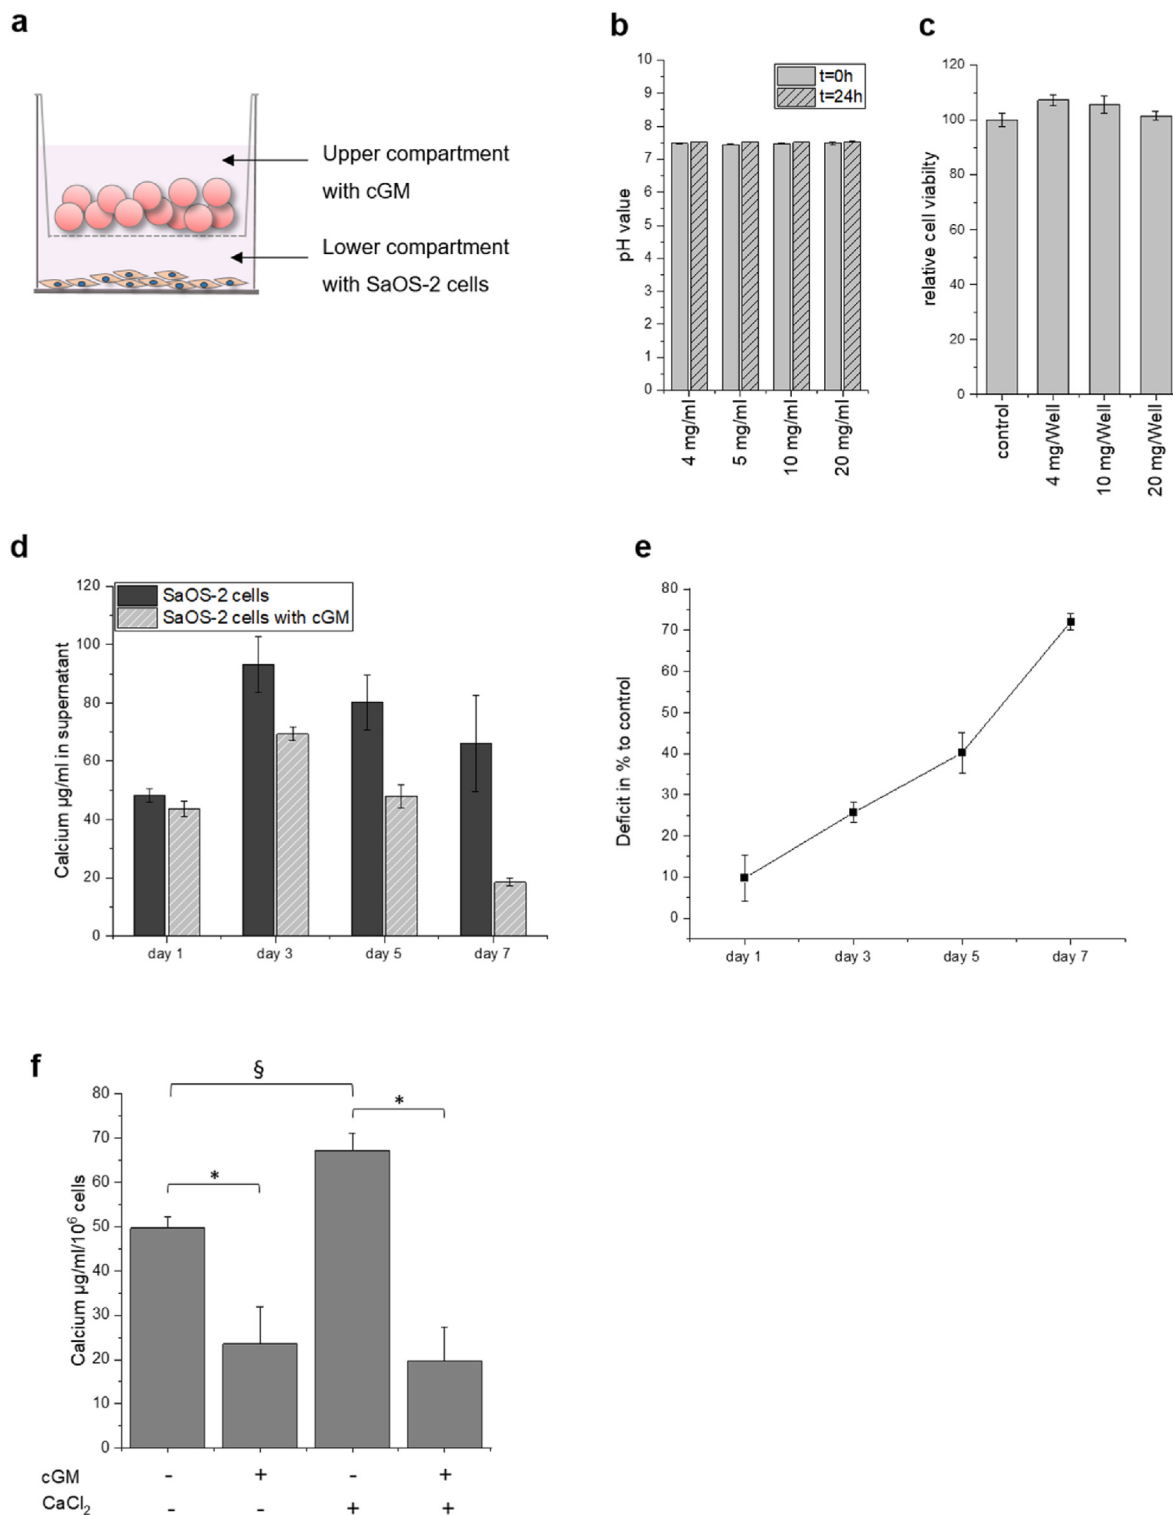 a
Upper compartment
with cGM
Lower compartment
with SaOS-2 cells
b
10
9
8
7
6
5
4
3
2
1
0
pH value
t=0h
t=24h
4 mg/ml
5 mg/ml
10 mg/ml
20 mg/ml
c
120
100
80
60
40
20
0
relative cell viability
control
4 mg/Well
10 mg/Well
20 mg/Well
d
120
100
80
60
40
20
0
Calcium µg/ml in supernatant
SaOS-2 cells
SaOS-2 cells with cGM
day 1
day 3
day 5
day 7
e
80
70
60
50
40
30
20
10
0
Deficit in % to control
day 1
day 3
day 5
day 7
f
80
70
60
50
40
30
20
10
0
Calcium µg/ml/10⁶ cells
§
*
*
cGM - + - +
CaCl₂ - - + +